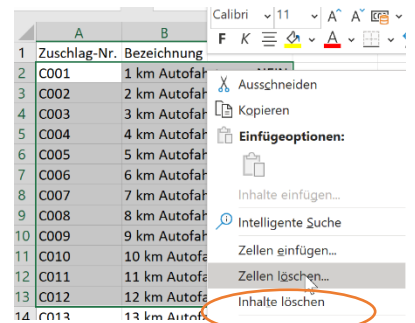 Calibri 11 A^ A˅
F K A
A B
1 Zuschlag-Nr. Bezeichnung
2 C001 1 km Autofah NEIN
3 C002 2 km Autofah
4 C003 3 km Autofah
5 C004 4 km Autofah
6 C005 5 km Autofah
7 C006 6 km Autofah
8 C007 7 km Autofah
9 C008 8 km Autofah
10 C009 9 km Autofah
11 C010 10 km Autofa
12 C011 11 km Autofa
13 C012 12 km Autofa
14 C013 13 km Autofa
Ausschneiden
Kopieren
Einfügeoptionen:
Inhalte einfügen...
Intelligente Suche
Zellen einfügen...
Zellen löschen...
Inhalte löschen